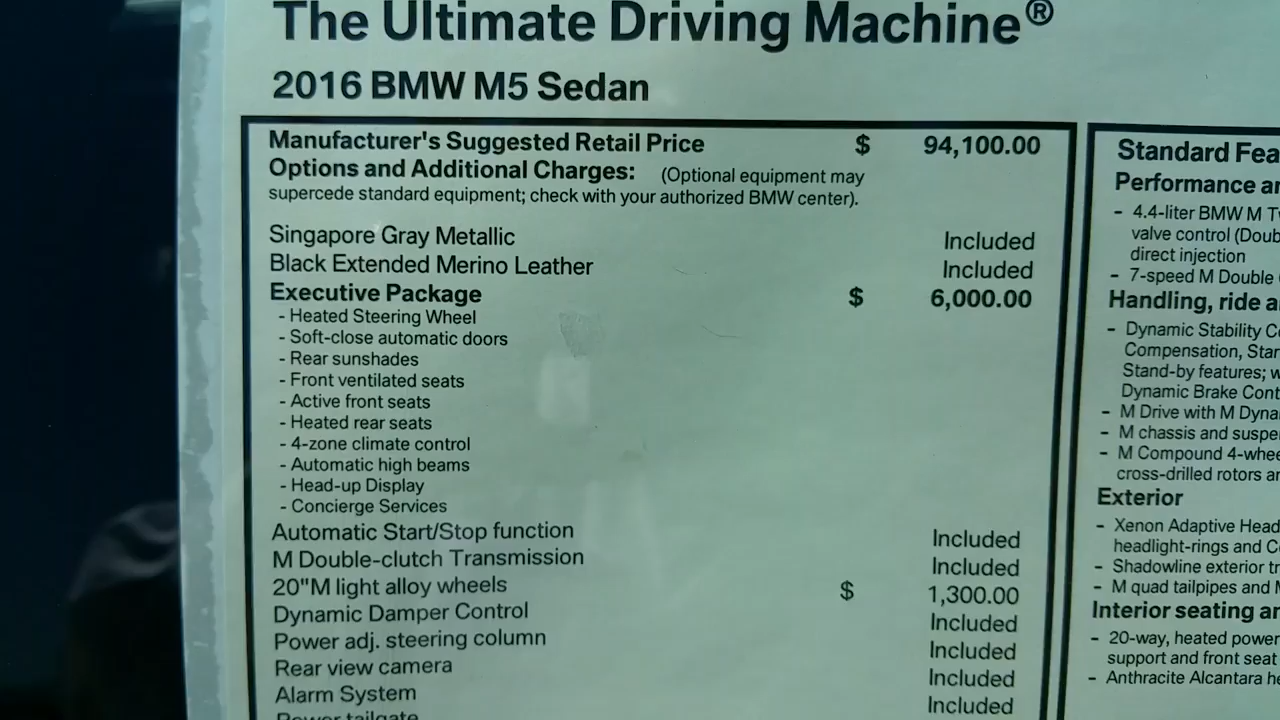 The Ultimate Driving Machine®
2016 BMW M5 Sedan
Manufacturer's Suggested Retail Price $ 94,100.00
Options and Additional Charges: (Optional equipment may
supercede standard equipment; check with your authorized BMW center).
Singapore Gray Metallic Included
Black Extended Merino Leather Included
Executive Package $ 6,000.00
- Heated Steering Wheel
- Soft-close automatic doors
- Rear sunshades
- Front ventilated seats
- Active front seats
- Heated rear seats
- 4-zone climate control
- Automatic high beams
- Head-up Display
- Concierge Services
Automatic Start/Stop function Included
M Double-clutch Transmission Included
20"M light alloy wheels $ 1,300.00
Dynamic Damper Control Included
Power adj. steering column Included
Rear view camera Included
Alarm System Included
Power tailgate
Standard
Performance
- 4.4-liter BMW M
valve control
direct injection
- 7-speed M Double
Handling, ride
- Dynamic Stability
Compensation,
Stand-by features;
Dynamic Brake
- M Drive with M
- M chassis and
- M Compound
cross-drilled rotors
Exterior
- Xenon Adaptive
headlight-rings and
- Shadowline exterior
- M quad tailpipes and
Interior seating
- 20-way, heated power
support and front seat
- Anthracite Alcantara